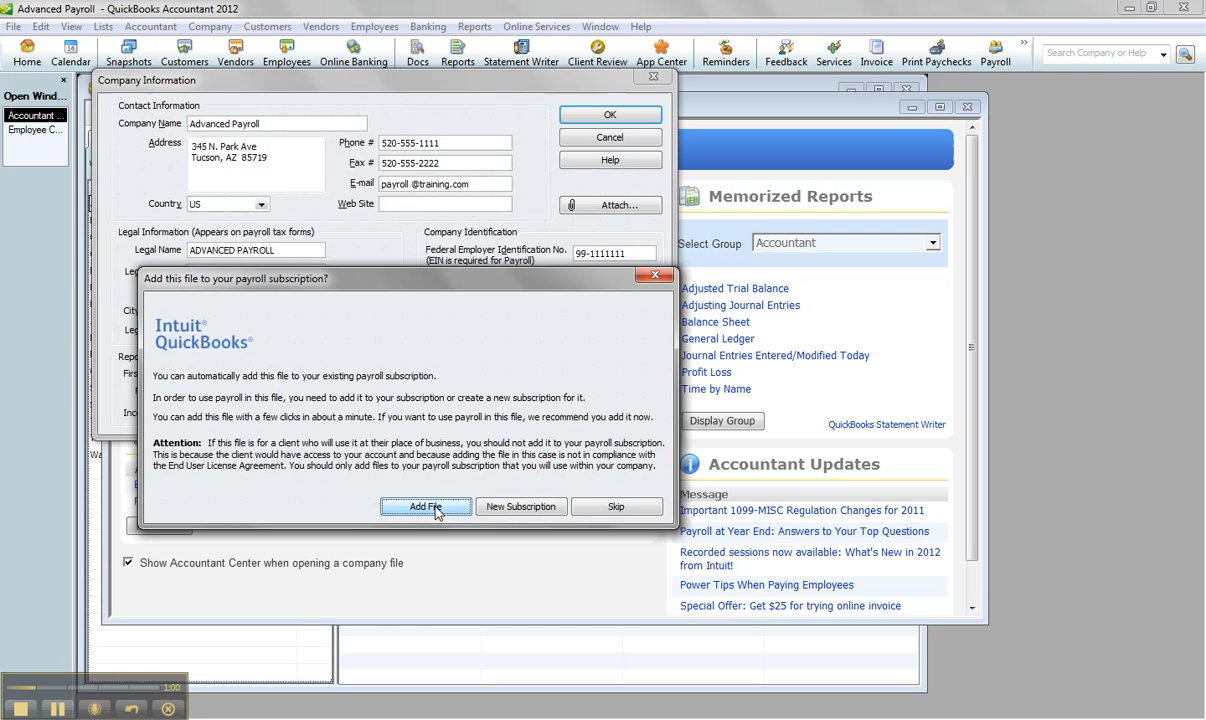 Advanced Payroll - QuickBooks Accountant 2012
File Edit View Lists Accountant Company Customers Vendors Employees Banking Reports Online Services Window Help
Home Calendar Snapshots Customers Vendors Employees Online Banking Docs Reports Statement Writer Client Review App Center Reminders Feedback Services Invoice Print Paychecks Payroll
Search Company or Help
Open Wind...
Accountant ...
Employee C...
Company Information
Contact Information
Company Name Advanced Payroll
Address 345 N. Park Ave
Tucson, AZ 85719
Country US
Phone # 520-555-1111
Fax # 520-555-2222
E-mail payroll @training.com
Web Site
OK
Cancel
Help
Attach...
Legal Information (Appears on payroll tax forms)
Legal Name ADVANCED PAYROLL
Leg
City
Leg
Repo
Firs
Inco
Company Identification
Federal Employer Identification No. 99-1111111
(EIN is required for Payroll)
Add this file to your payroll subscription?
Intuit®
QuickBooks®
You can automatically add this file to your existing payroll subscription.
In order to use payroll in this file, you need to add it to your subscription or create a new subscription for it.
You can add this file with a few clicks in about a minute. If you want to use payroll in this file, we recommend you add it now.
Attention: If this file is for a client who will use it at their place of business, you should not add it to your payroll subscription.
This is because the client would have access to your account and because adding the file in this case is not in compliance with
the End User License Agreement. You should only add files to your payroll subscription that you will use within your company.
Add File New Subscription Skip
Wa
Show Accountant Center when opening a company file
Memorized Reports
Select Group Accountant
Adjusted Trial Balance
Adjusting Journal Entries
Balance Sheet
General Ledger
Journal Entries Entered/Modified Today
Profit Loss
Time by Name
Display Group
QuickBooks Statement Writer
Accountant Updates
Message
Important 1099-MISC Regulation Changes for 2011
Payroll at Year End: Answers to Your Top Questions
Recorded sessions now available: What's New in 2012
from Intuit!
Power Tips When Paying Employees
Special Offer: Get $25 for trying online invoice
1:00